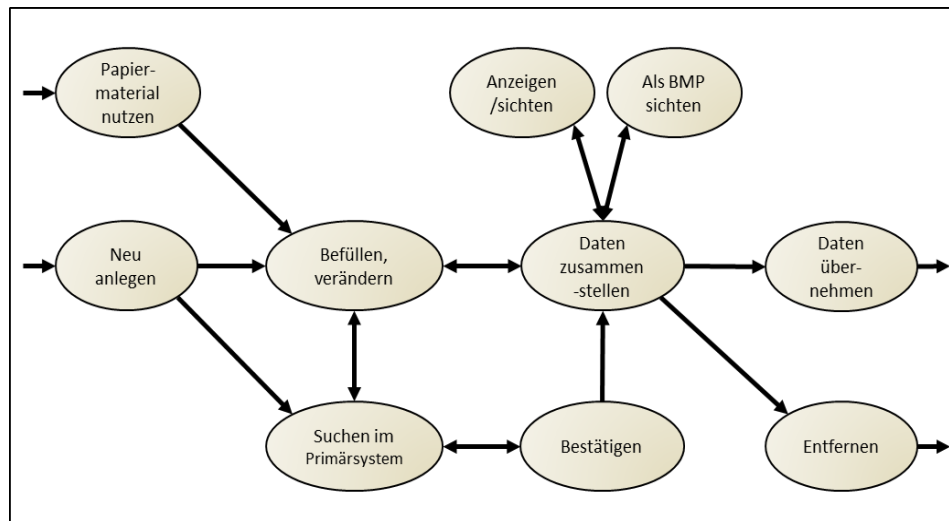 Papier-
material
nutzen
Anzeigen
/sichten
Als BMP
sichten
Neu
anlegen
Befüllen,
verändern
Daten
zusammen
-stellen
Daten
über-
nehmen
Suchen im
Primärsystem
Bestätigen
Entfernen